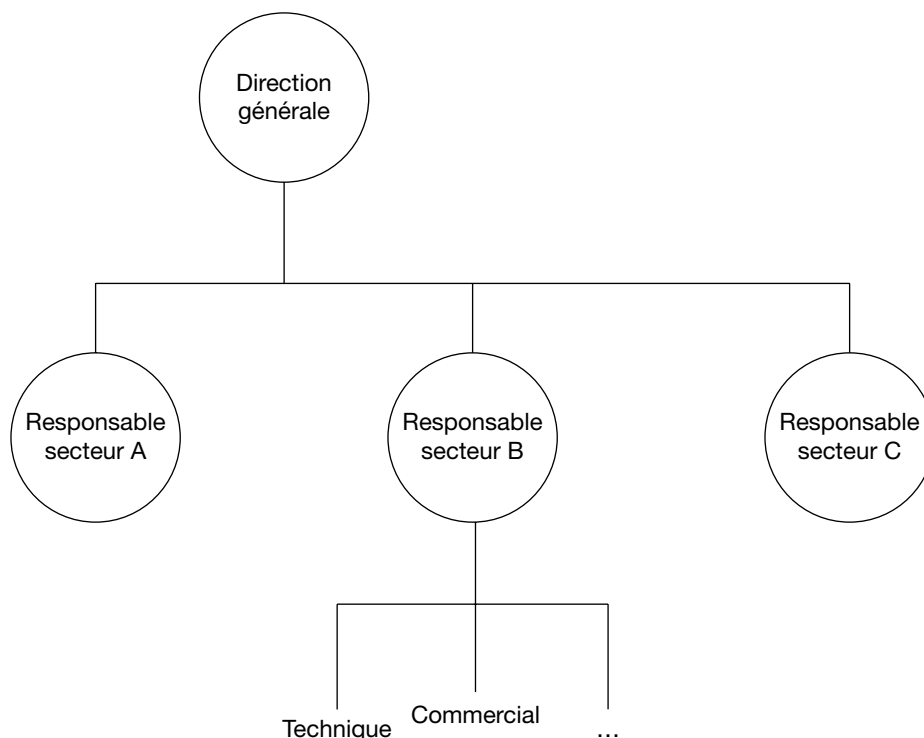 Direction
générale
Responsable
secteur A
Responsable
secteur B
Responsable
secteur C
Technique
Commercial
...